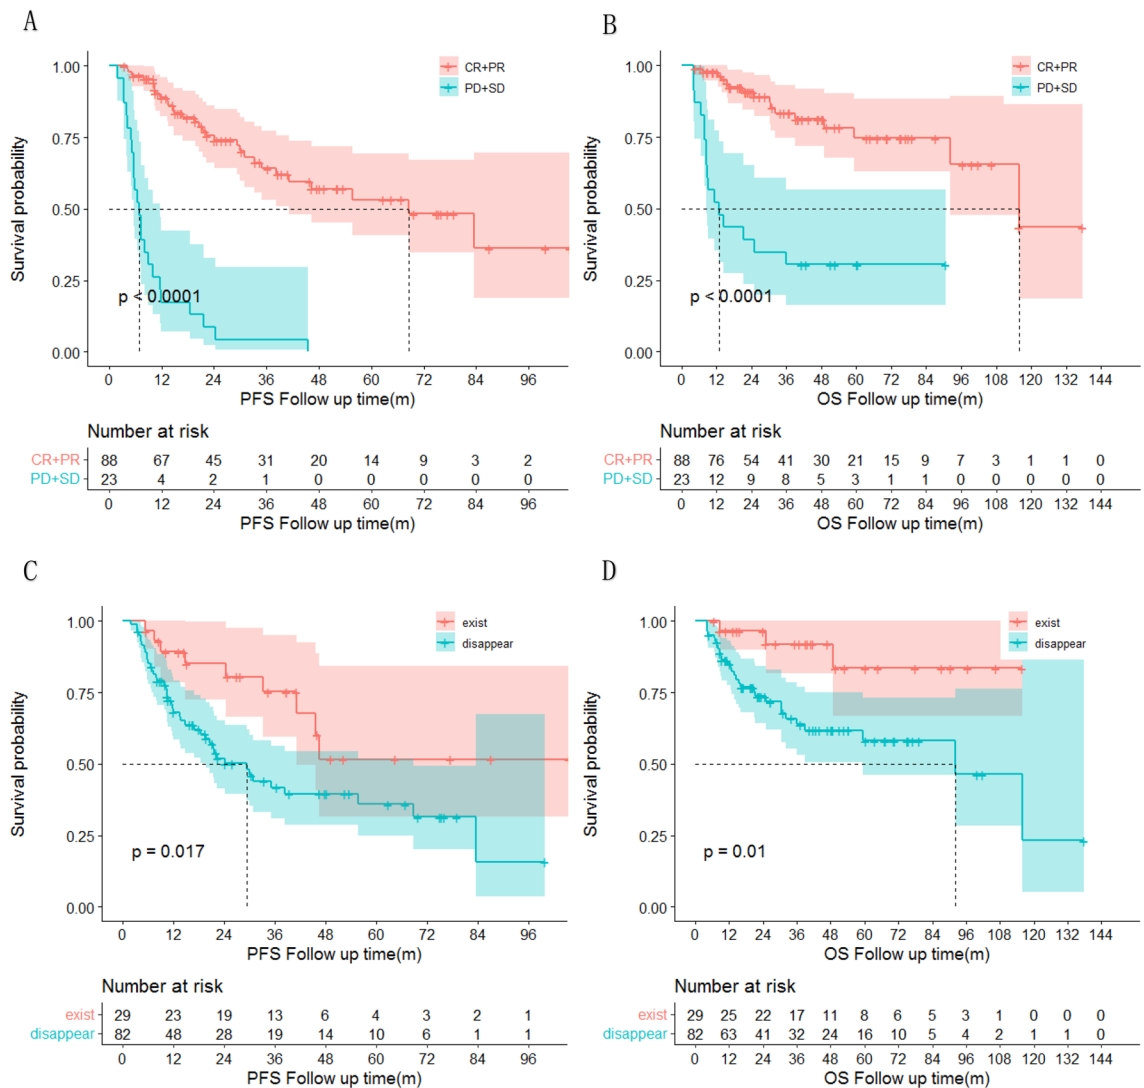 A
CR+PR
PD+SD
Survival probability
1.00
0.75
0.50
0.25
0.00
p < 0.0001
0 12 24 36 48 60 72 84 96
PFS Follow up time(m)
Number at risk
CR+PR 88 67 45 31 20 14 9 3 2
PD+SD 23 4 2 1 0 0 0 0 0
0 12 24 36 48 60 72 84 96
PFS Follow up time(m)
B
CR+PR
PD+SD
Survival probability
1.00
0.75
0.50
0.25
0.00
p < 0.0001
0 12 24 36 48 60 72 84 96 108 120 132 144
OS Follow up time(m)
Number at risk
CR+PR 88 76 54 41 30 21 15 9 7 3 1 1 0
PD+SD 23 12 9 8 5 3 1 1 0 0 0 0 0
0 12 24 36 48 60 72 84 96 108 120 132 144
OS Follow up time(m)
C
exist
disappear
Survival probability
1.00
0.75
0.50
0.25
0.00
p = 0.017
0 12 24 36 48 60 72 84 96
PFS Follow up time(m)
Number at risk
exist 29 23 19 13 6 4 3 2 1
disappear 82 48 28 19 14 10 6 1 1
0 12 24 36 48 60 72 84 96
PFS Follow up time(m)
D
exist
disappear
Survival probability
1.00
0.75
0.50
0.25
0.00
p = 0.01
0 12 24 36 48 60 72 84 96 108 120 132 144
OS Follow up time(m)
Number at risk
exist 29 25 22 17 11 8 6 5 3 1 0 0 0
disappear 82 63 41 32 24 16 10 5 4 2 1 1 0
0 12 24 36 48 60 72 84 96 108 120 132 144
OS Follow up time(m)